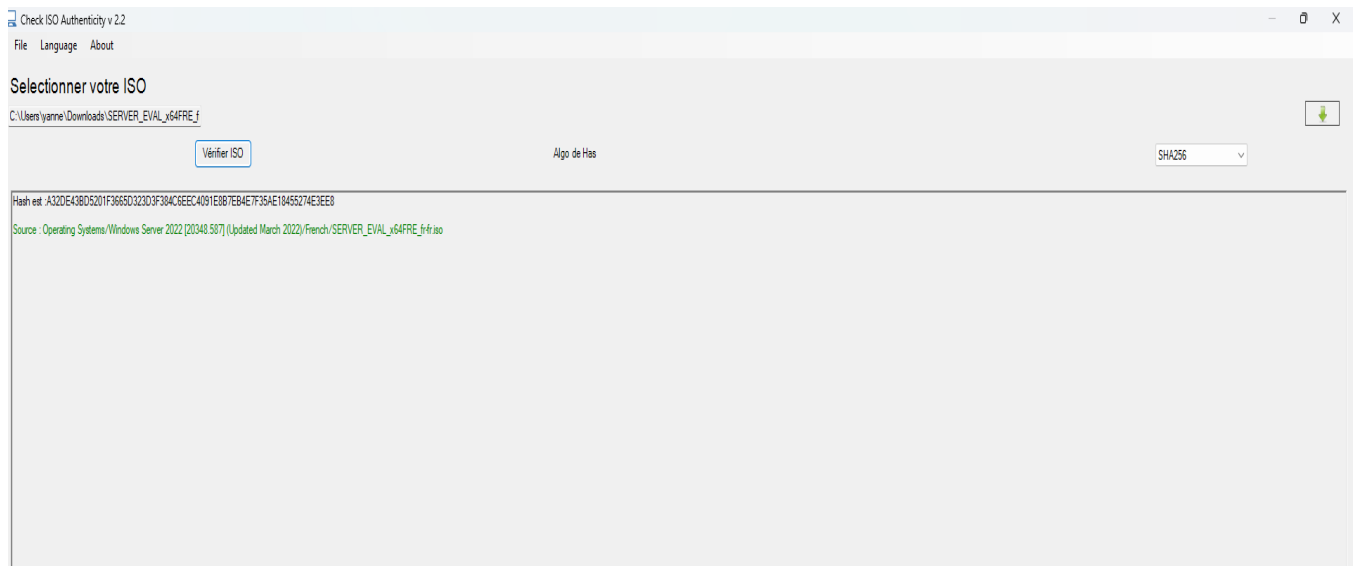 Check ISO Authenticity v 2.2
File Language About
Selectionner votre ISO
C:\Users\yanne\Downloads\SERVER_EVAL_x64FRE_f
Vérifier ISO Algo de Has SHA256
Hash est :A32DE43BD5201F3665D323D3F384C6EEC4091E8B7EB4E7F35AE18455274E3EE8
Source : Operating Systems/Windows Server 2022 [20348.587] (Updated March 2022)/French/SERVER_EVAL_x64FRE_fr-fr.iso